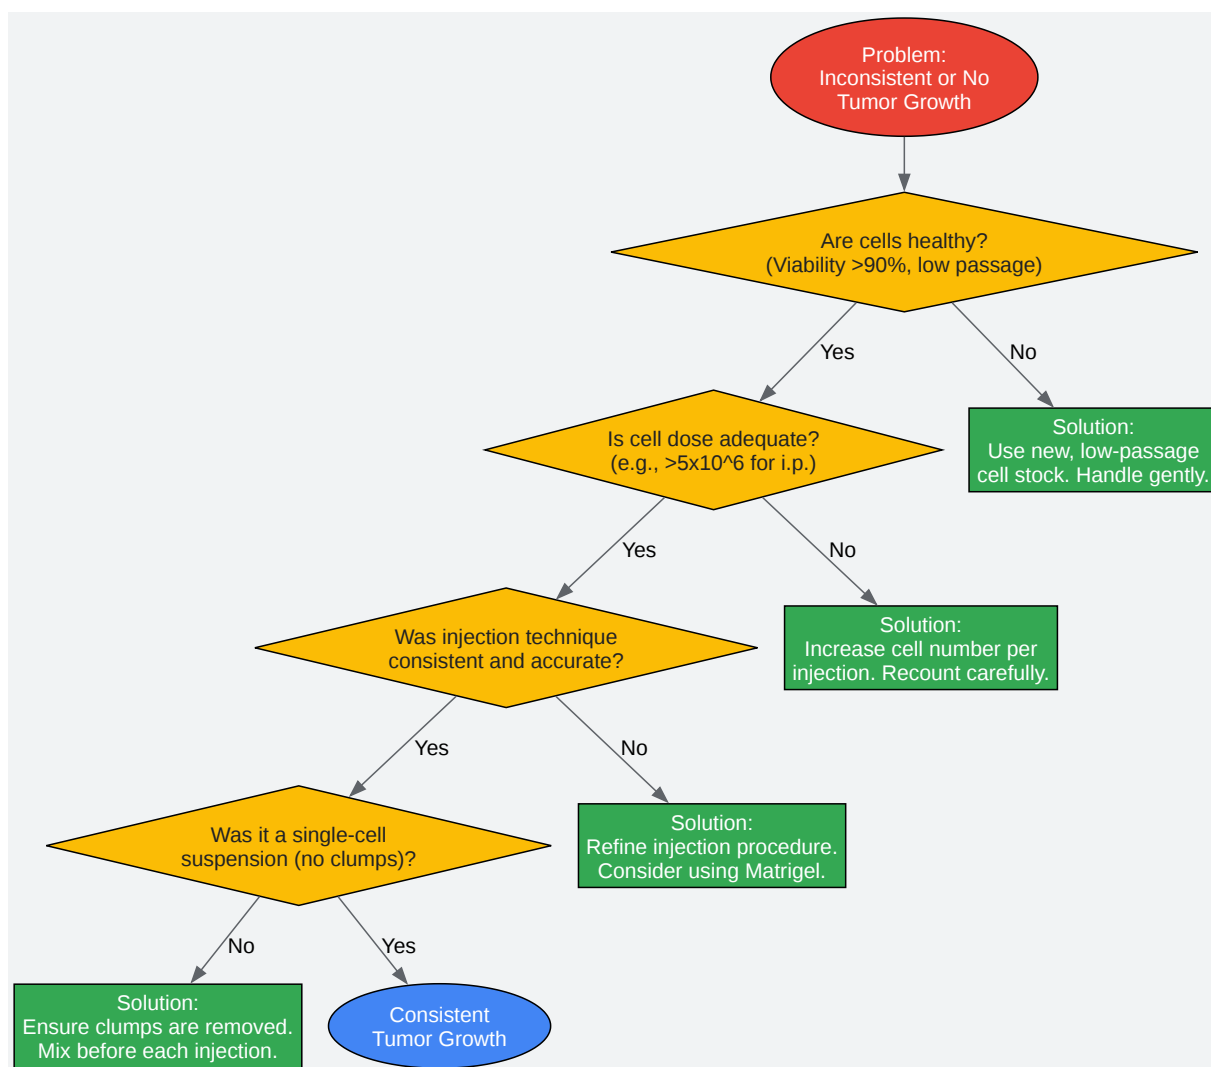 Problem:
Inconsistent or No
Tumor Growth
Are cells healthy?
(Viability >90%, low passage)
Yes
No
Is cell dose adequate?
(e.g., >5x10^6 for i.p.)
Solution:
Use new, low-passage
cell stock. Handle gently.
Yes
No
Was injection technique
consistent and accurate?
Solution:
Increase cell number per
injection. Recount carefully.
Yes
No
Was it a single-cell
suspension (no clumps)?
Solution:
Refine injection procedure.
Consider using Matrigel.
No
Yes
Solution:
Ensure clumps are removed.
Mix before each injection.
Consistent
Tumor Growth